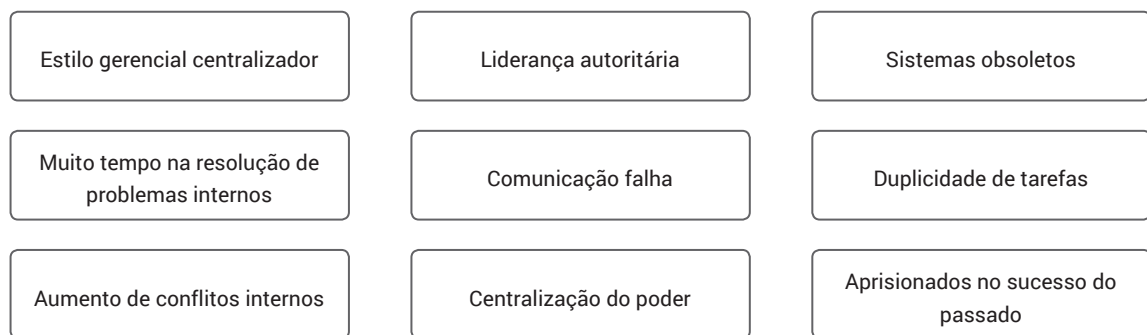 Estilo gerencial centralizador
Liderança autoritária
Sistemas obsoletos
Muito tempo na resolução de
problemas internos
Comunicação falha
Duplicidade de tarefas
Aumento de conflitos internos
Centralização do poder
Aprisionados no sucesso do
passado